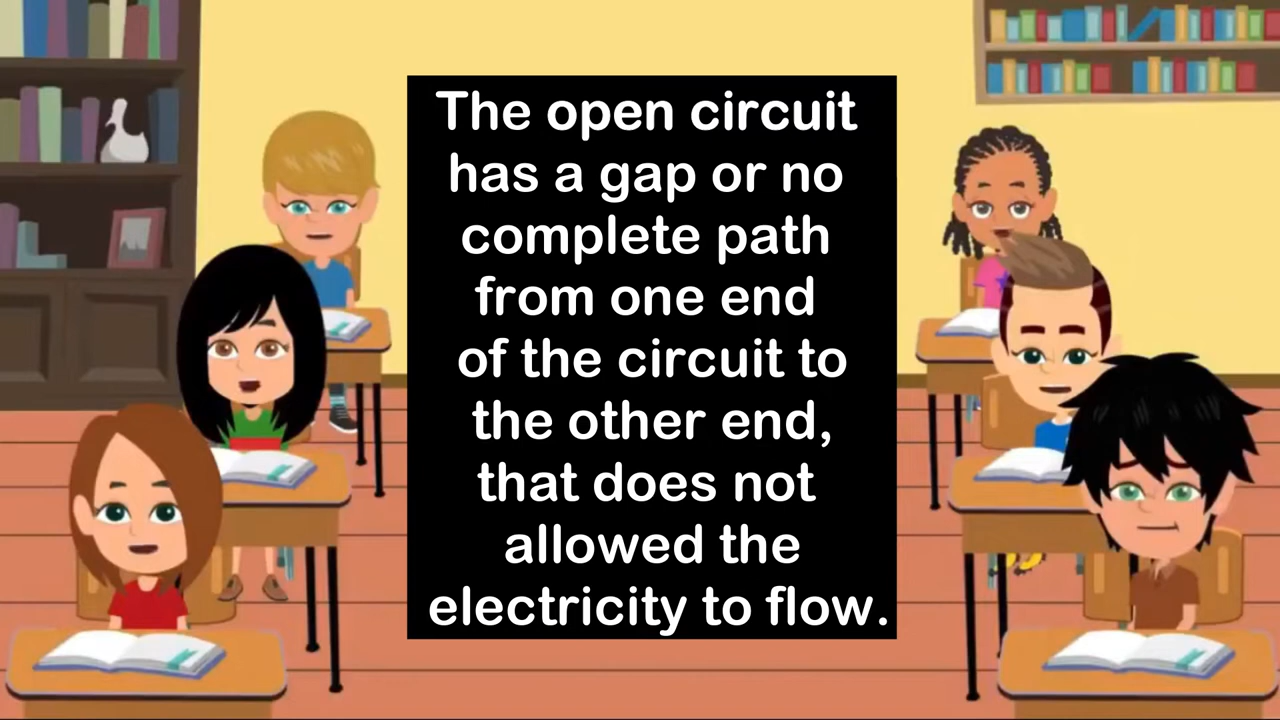 The open circuit
has a gap or no
complete path
from one end
of the circuit to
the other end,
that does not
allowed the
electricity to flow.